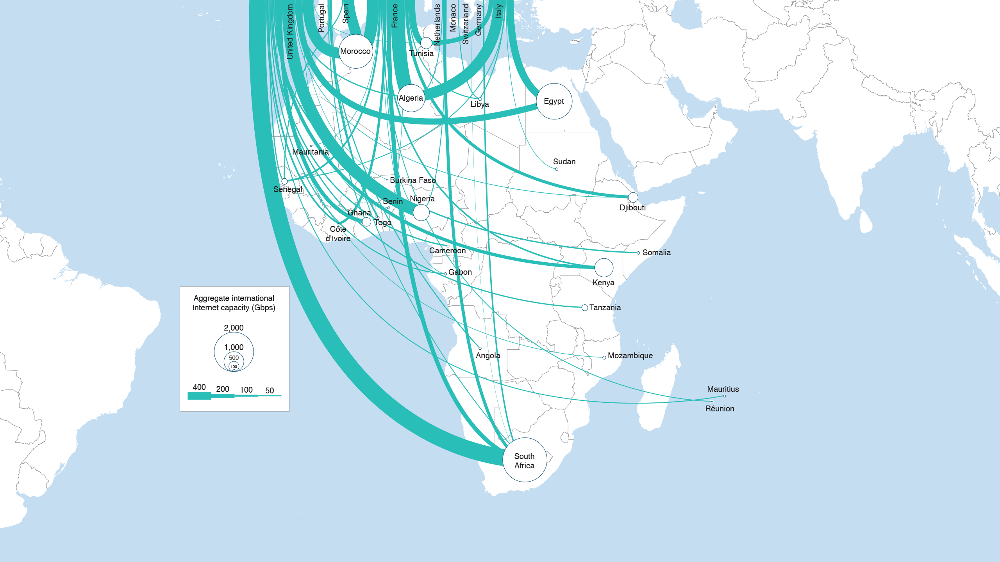 United Kingdom
Portugal
Spain
France
Netherlands
Monaco
Switzerland
Germany
Italy
Morocco
Tunisia
Algeria
Libya
Egypt
Mauritania
Sudan
Senegal
Burkina Faso
Benin
Nigeria
Djibouti
Ghana
Togo
Côte
d'Ivoire
Cameroon
Somalia
Gabon
Kenya
Tanzania
Angola
Mozambique
Mauritius
Réunion
South
Africa
Aggregate international
Internet capacity (Gbps)
2,000
1,000
500
100
400
200
100
50